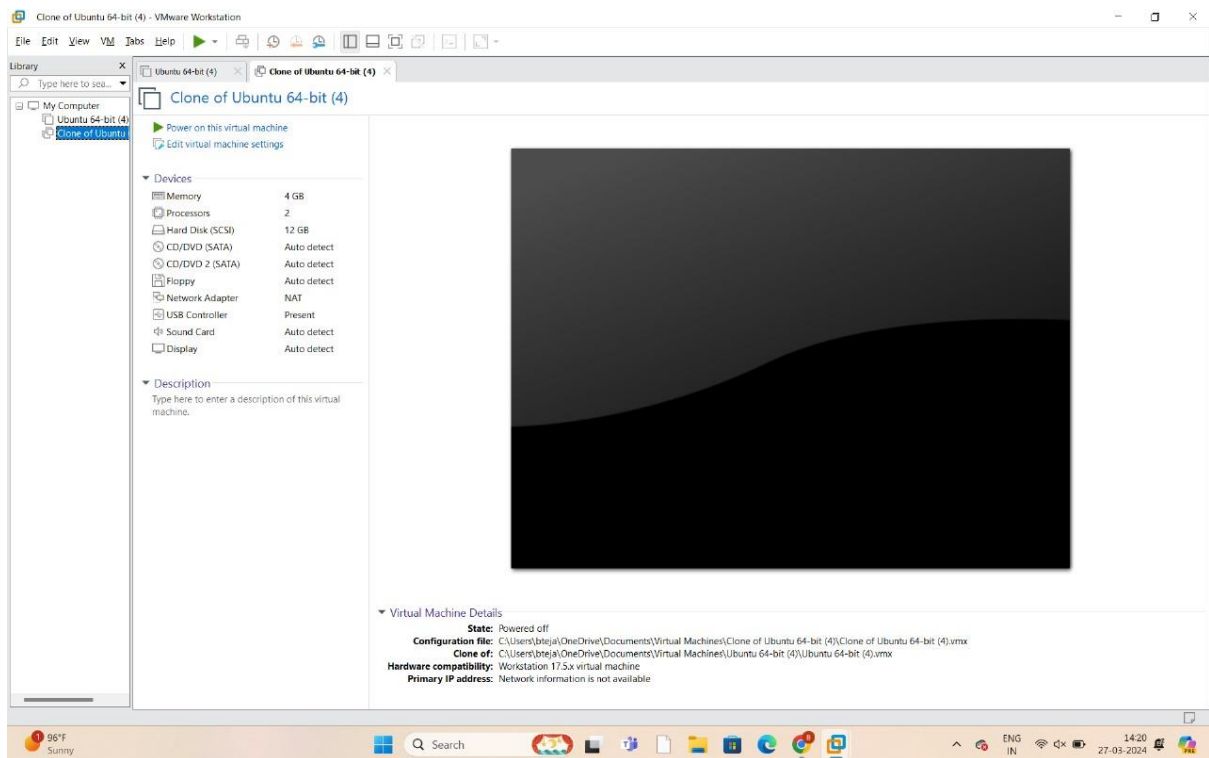 Clone of Ubuntu 64-bit (4) - VMware Workstation
File Edit View VM Tabs Help
Library X
Type here to sea...
My Computer
Ubuntu 64-bit (4)
Clone of Ubuntu
Ubuntu 64-bit (4) Clone of Ubuntu 64-bit (4)
Clone of Ubuntu 64-bit (4)
Power on this virtual machine
Edit virtual machine settings
Devices
Memory 4 GB
Processors 2
Hard Disk (SCSI) 12 GB
CD/DVD (SATA) Auto detect
CD/DVD 2 (SATA) Auto detect
Floppy Auto detect
Network Adapter NAT
USB Controller Present
Sound Card Auto detect
Display Auto detect
Description
Type here to enter a description of this virtual
machine.
Virtual Machine Details
State: Powered off
Configuration file: C:\Users\bteja\OneDrive\Documents\Virtual Machines\Clone of Ubuntu 64-bit (4)\Clone of Ubuntu 64-bit (4).vmx
Clone of: C:\Users\bteja\OneDrive\Documents\Virtual Machines\Ubuntu 64-bit (4)\Ubuntu 64-bit (4).vmx
Hardware compatibility: Workstation 17.5.x virtual machine
Primary IP address: Network information is not available
1 96°F
Sunny
Search
ENG
IN
14:20
27-03-2024